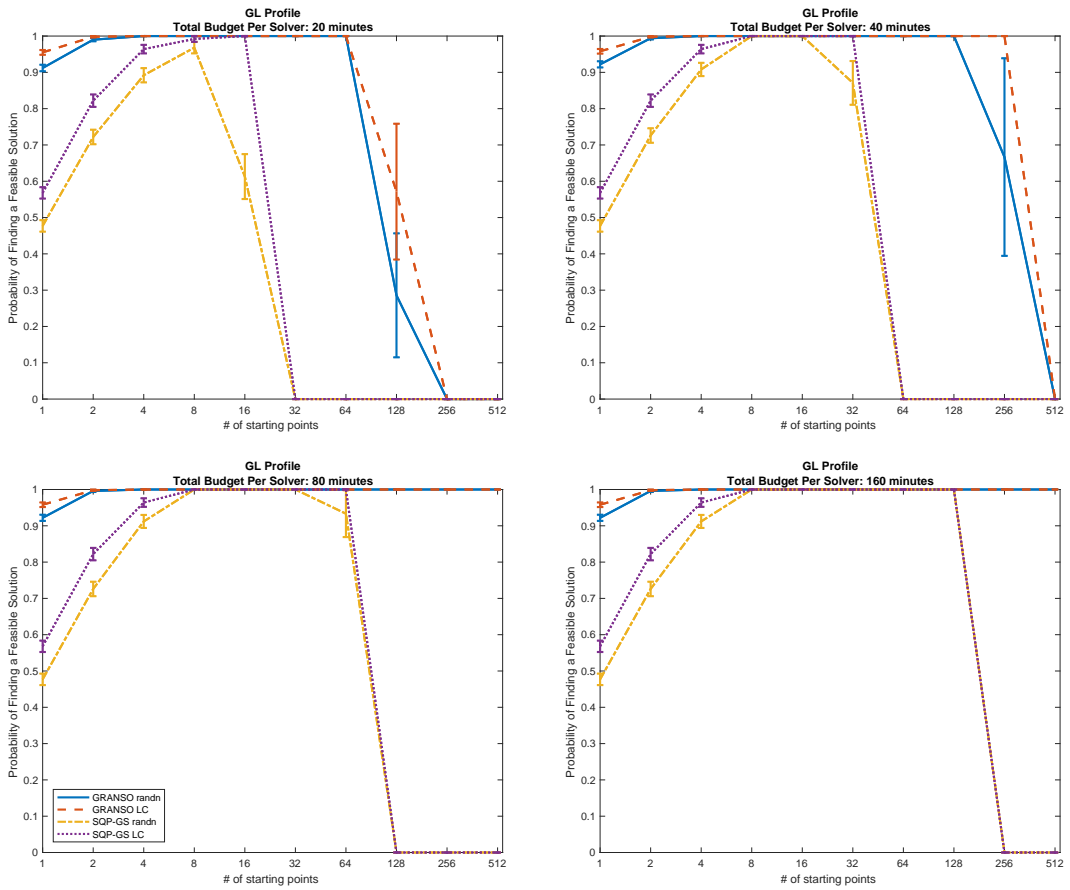 GL Profile
Total Budget Per Solver: 20 minutes
Probability of Finding a Feasible Solution
1
0.9
0.8
0.7
0.6
0.5
0.4
0.3
0.2
0.1
0
1 2 4 8 16 32 64 128 256 512
# of starting points
GL Profile
Total Budget Per Solver: 40 minutes
Probability of Finding a Feasible Solution
1
0.9
0.8
0.7
0.6
0.5
0.4
0.3
0.2
0.1
0
1 2 4 8 16 32 64 128 256 512
# of starting points
GL Profile
Total Budget Per Solver: 80 minutes
Probability of Finding a Feasible Solution
1
0.9
0.8
0.7
0.6
0.5
0.4
0.3
0.2
0.1
0
GRANSO randn
GRANSO LC
SQP-GS randn
SQP-GS LC
1 2 4 8 16 32 64 128 256 512
# of starting points
GL Profile
Total Budget Per Solver: 160 minutes
Probability of Finding a Feasible Solution
1
0.9
0.8
0.7
0.6
0.5
0.4
0.3
0.2
0.1
0
1 2 4 8 16 32 64 128 256 512
# of starting points